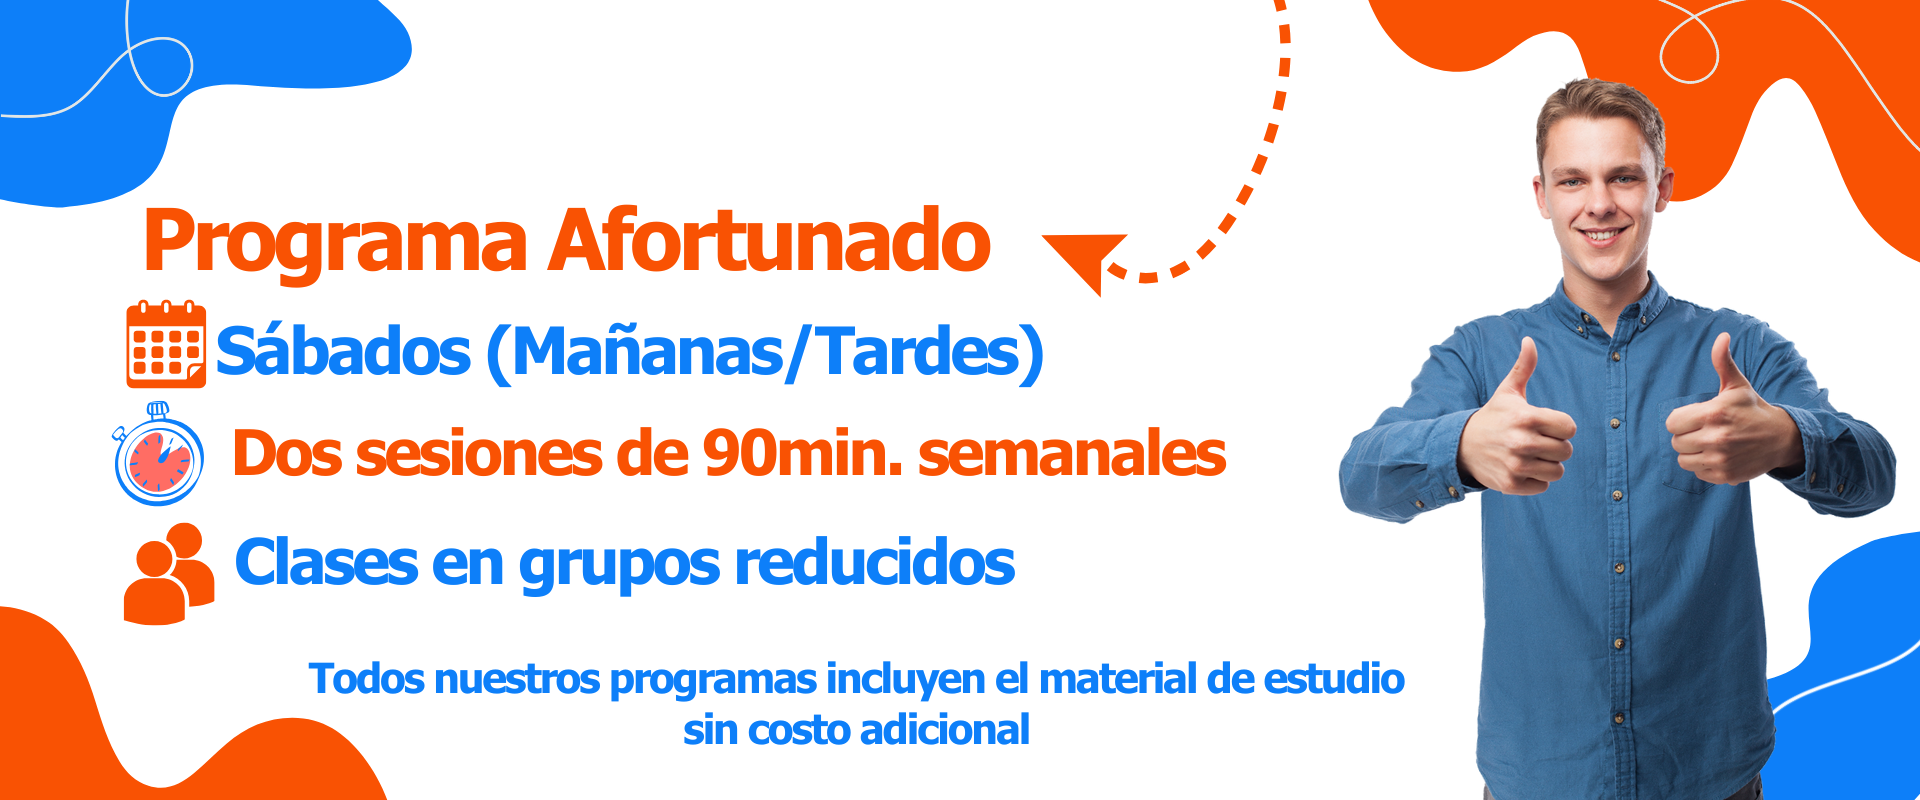 Programa Afortunado
Sábados (Mañanas/Tardes)
Dos sesiones de 90min. semanales
Clases en grupos reducidos
Todos nuestros programas incluyen el material de estudio
sin costo adicional